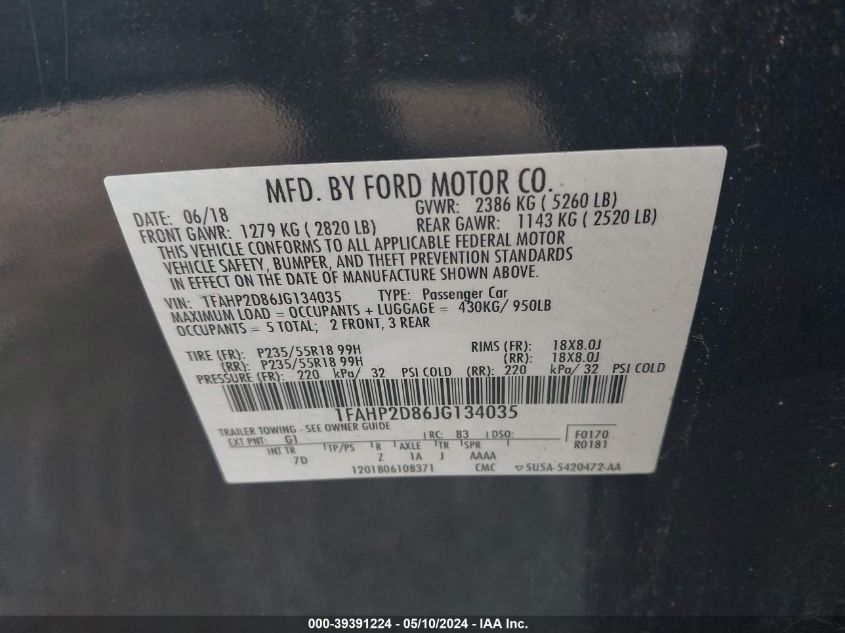 MFD. BY FORD MOTOR CO.
DATE: 06/18 GVWR: 2386 KG ( 5260 LB)
FRONT GAWR: 1279 KG ( 2820 LB) REAR GAWR: 1143 KG ( 2520 LB)
THIS VEHICLE CONFORMS TO ALL APPLICABLE FEDERAL MOTOR
VEHICLE SAFETY, BUMPER, AND THEFT PREVENTION STANDARDS
IN EFFECT ON THE DATE OF MANUFACTURE SHOWN ABOVE.
VIN: 1FAHP2D86JG134035 TYPE: Passenger Car
MAXIMUM LOAD = OCCUPANTS + LUGGAGE = 430KG/ 950LB
OCCUPANTS = 5 TOTAL; 2 FRONT, 3 REAR
TIRE (FR): P235/55R18 99H RIMS (FR): 18X8.0J
(RR): P235/55R18 99H (RR): 18X8.0J
PRESSURE (FR): 220 kPa/ 32 PSI COLD (RR): 220 kPa/ 32 PSI COLD
1FAHP2D86JG134035
TRAILER TOWING - SEE OWNER GUIDE
EXT PNT: G1 RC: B3 DSO: F0170
INT TR TP/PS R AXLE TR SPR R0181
7D Z 1A J AAAA
1201806108371 CMC 5U5A-5420472-AA
000-39391224 - 05/10/2024 - IAA Inc.